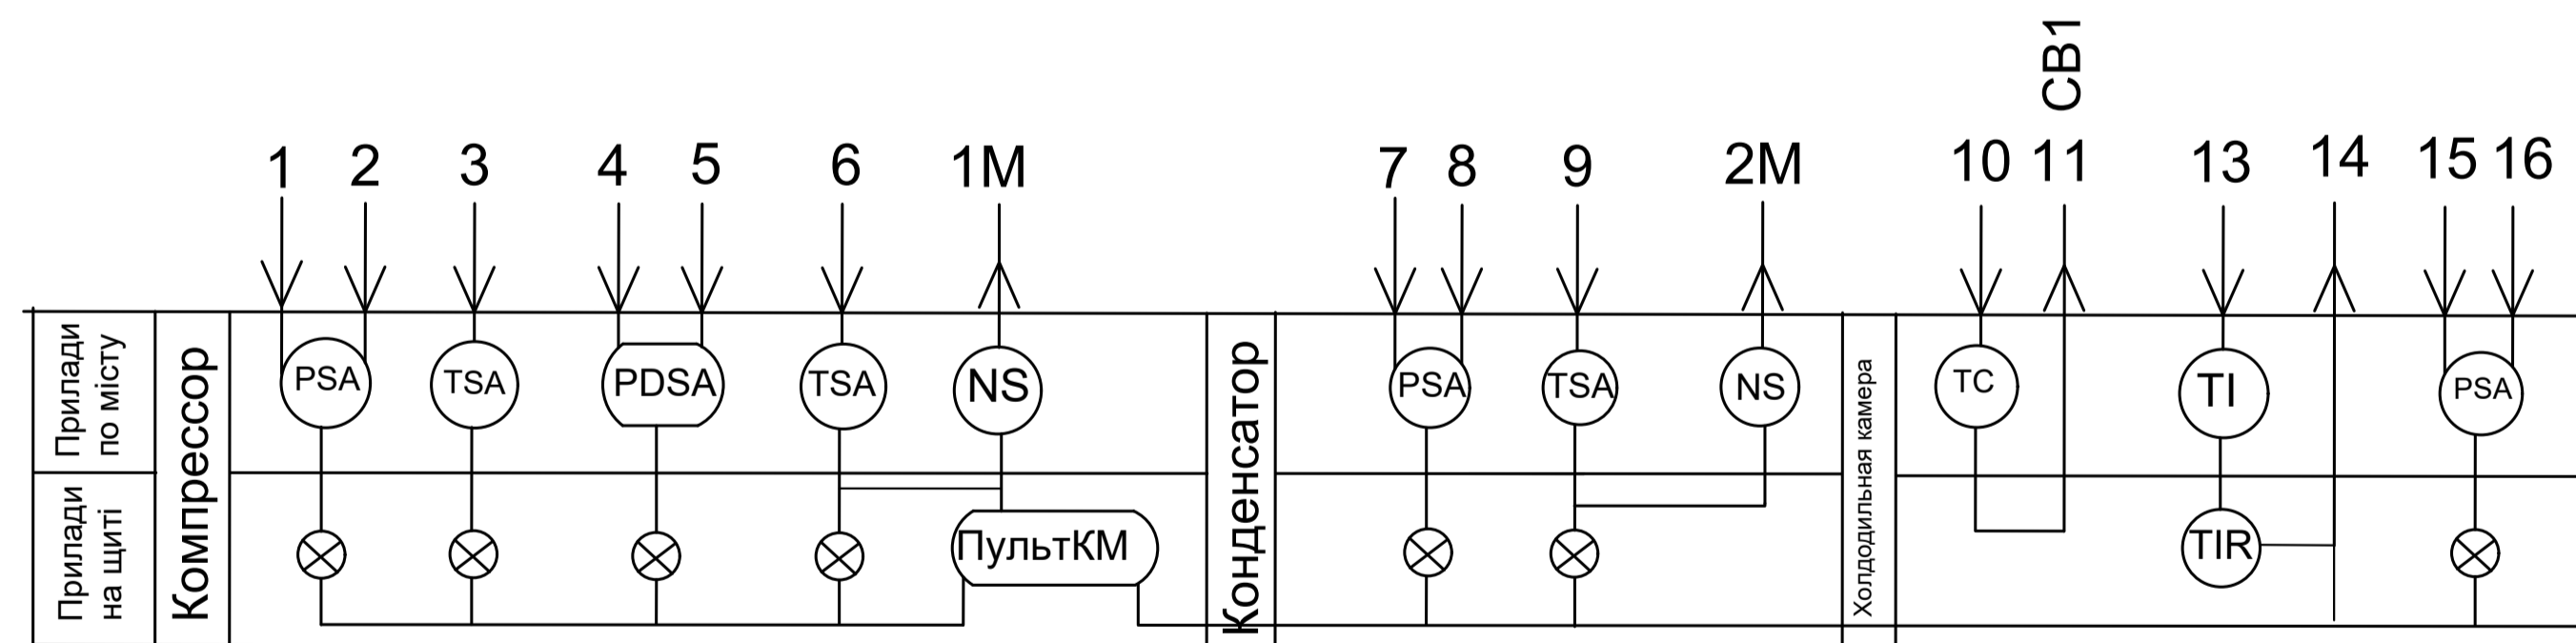 СВ1
1 2 3 4 5 6 1М 7 8 9 2М 10 11 13 14 15 16
Прилади
по місту
Компрессор
PSA TSA PDSA TSA NS
Конденсатор
PSA TSA NS
Холдодильная камера
TC TI PSA
Прилади
на щиті
ПультКМ
TIR